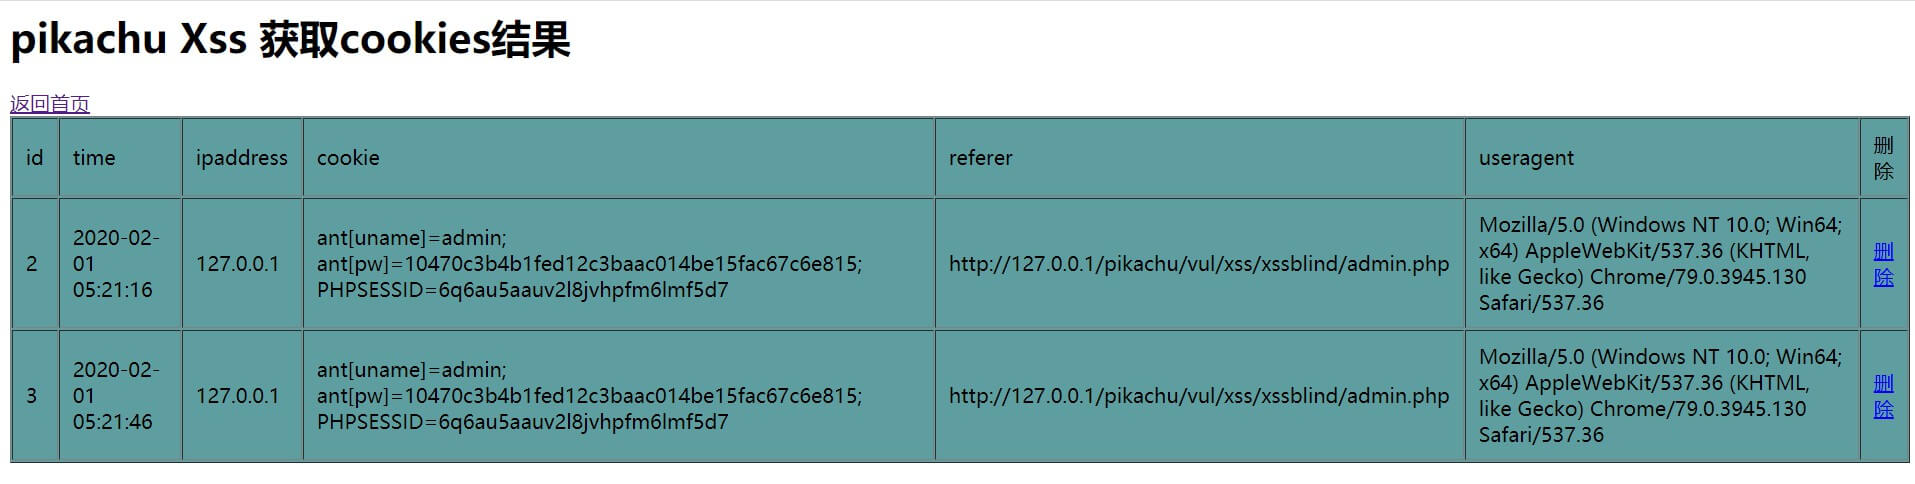 pikachu Xss 获取cookies结果
返回首页
id
time
ipaddress
cookie
referer
useragent
删
除
2
2020-02-
01
05:21:16
127.0.0.1
ant[uname]=admin;
ant[pw]=10470c3b4b1fed12c3baac014be15fac67c6e815;
PHPSESSID=6q6au5aauv2l8jvhpfm6lmf5d7
http://127.0.0.1/pikachu/vul/xss/xssblind/admin.php
Mozilla/5.0 (Windows NT 10.0; Win64;
x64) AppleWebKit/537.36 (KHTML,
like Gecko) Chrome/79.0.3945.130
Safari/537.36
删
除
3
2020-02-
01
05:21:46
127.0.0.1
ant[uname]=admin;
ant[pw]=10470c3b4b1fed12c3baac014be15fac67c6e815;
PHPSESSID=6q6au5aauv2l8jvhpfm6lmf5d7
http://127.0.0.1/pikachu/vul/xss/xssblind/admin.php
Mozilla/5.0 (Windows NT 10.0; Win64;
x64) AppleWebKit/537.36 (KHTML,
like Gecko) Chrome/79.0.3945.130
Safari/537.36
删
除